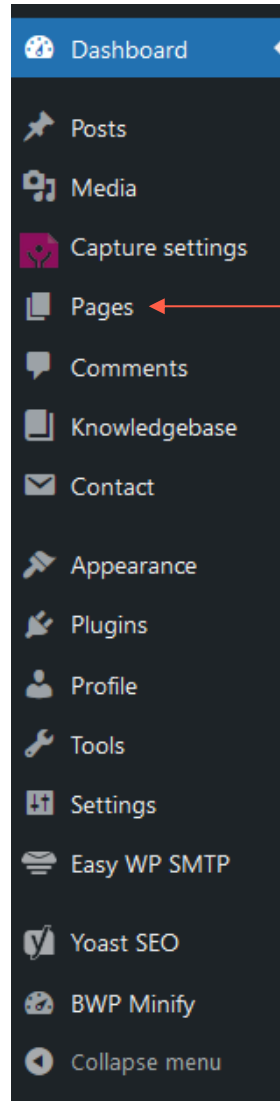 Dashboard
Posts
Media
Capture settings
Pages
Comments
Knowledgebase
Contact
Appearance
Plugins
Profile
Tools
Settings
Easy WP SMTP
Yoast SEO
BWP Minify
Collapse menu